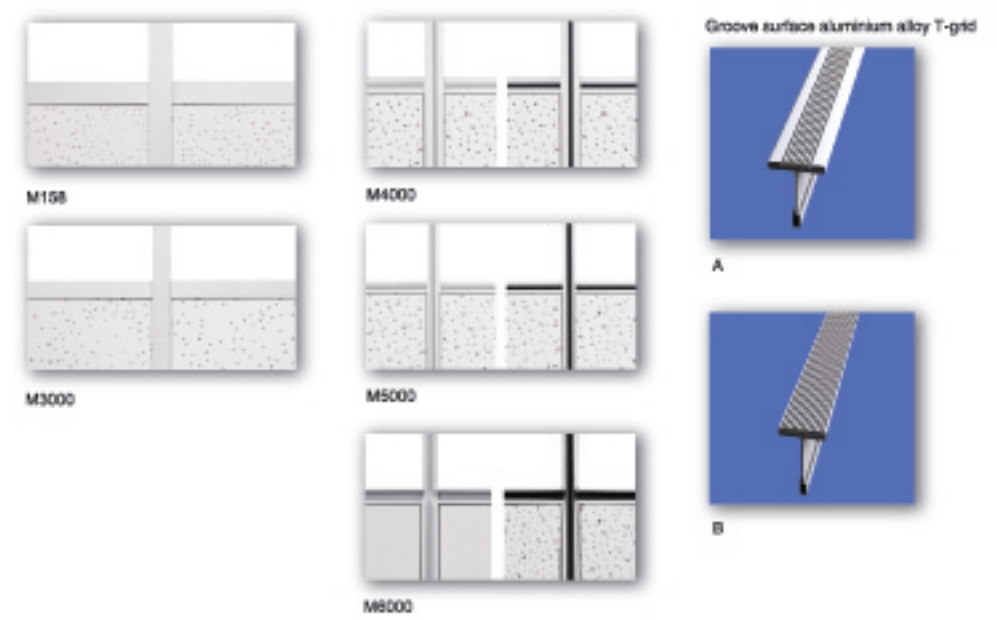 M158
M3000
M4000
M5000
M6000
Groove surface aluminium alloy T-grid
A
B